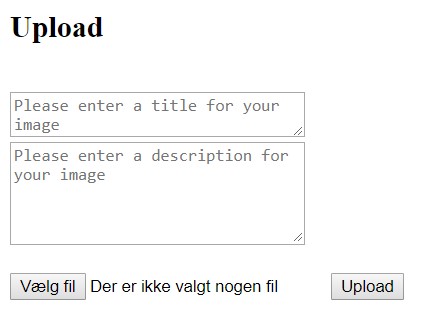 Upload
Please enter a title for your
image
Please enter a description for
your image
Vælg fil Der er ikke valgt nogen fil Upload